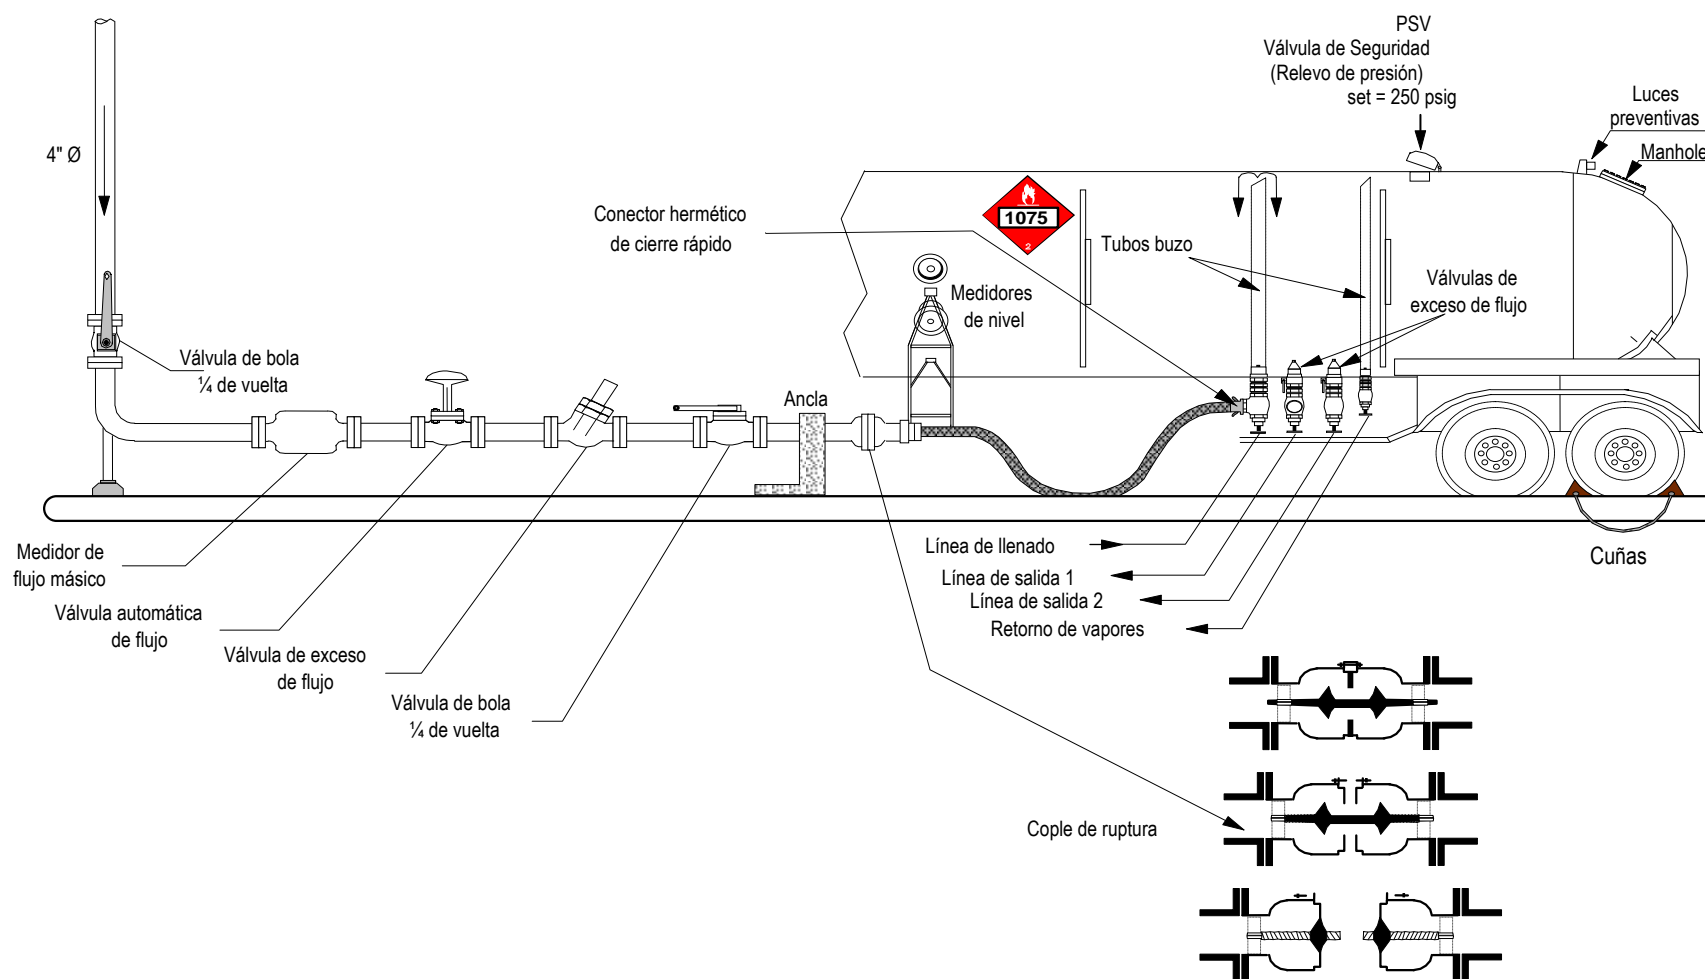 PSV
Válvula de Seguridad
(Relevo de presión)
set = 250 psig
Luces
preventivas
Manhole
4" Ø
Conector hermético
de cierre rápido
1075
2
Tubos buzo
Válvulas de
exceso de flujo
Medidores
de nivel
Válvula de bola
¼ de vuelta
Ancla
Medidor de
flujo másico
Válvula automática
de flujo
Válvula de exceso
de flujo
Válvula de bola
¼ de vuelta
Línea de llenado
Línea de salida 1
Línea de salida 2
Retorno de vapores
Cuñas
Cople de ruptura